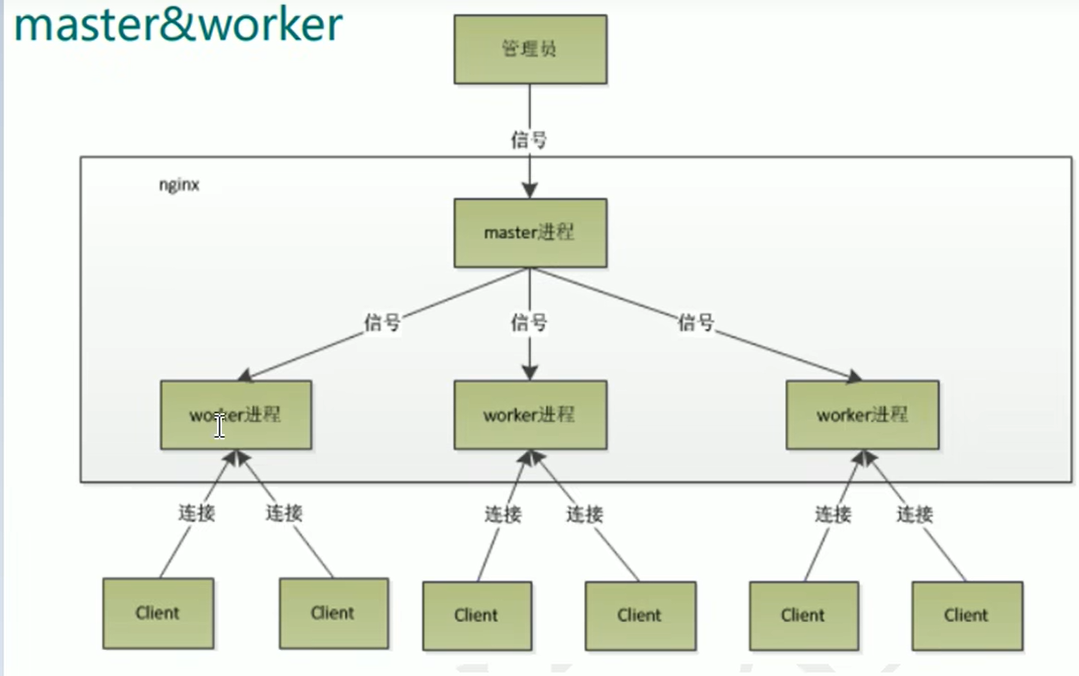 master&worker
管理员
信号
nginx
master进程
信号
信号
信号
worker进程
worker进程
worker进程
连接
连接
连接
连接
连接
连接
Client
Client
Client
Client
Client
Client